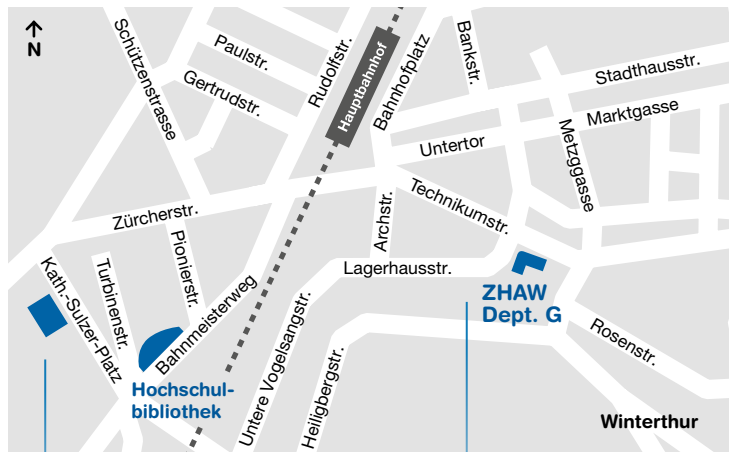 N
Schützenstrasse
Paulstr.
Gertrudstr.
Rudolfstr.
Hauptbahnhof
Bahnhofplatz
Bankstr.
Stadthausstr.
Marktgasse
Metzggasse
Untertor
Technikumstr.
Zürcherstr.
Archstr.
Pionierstr.
Lagerhausstr.
Kath.-Sulzer-Platz
Turbinenstr.
Bahnmeisterweg
ZHAW
Dept. G
Untere Vogelsangstr.
Heiligbergstr.
Rosenstr.
Hochschul-
bibliothek
Winterthur